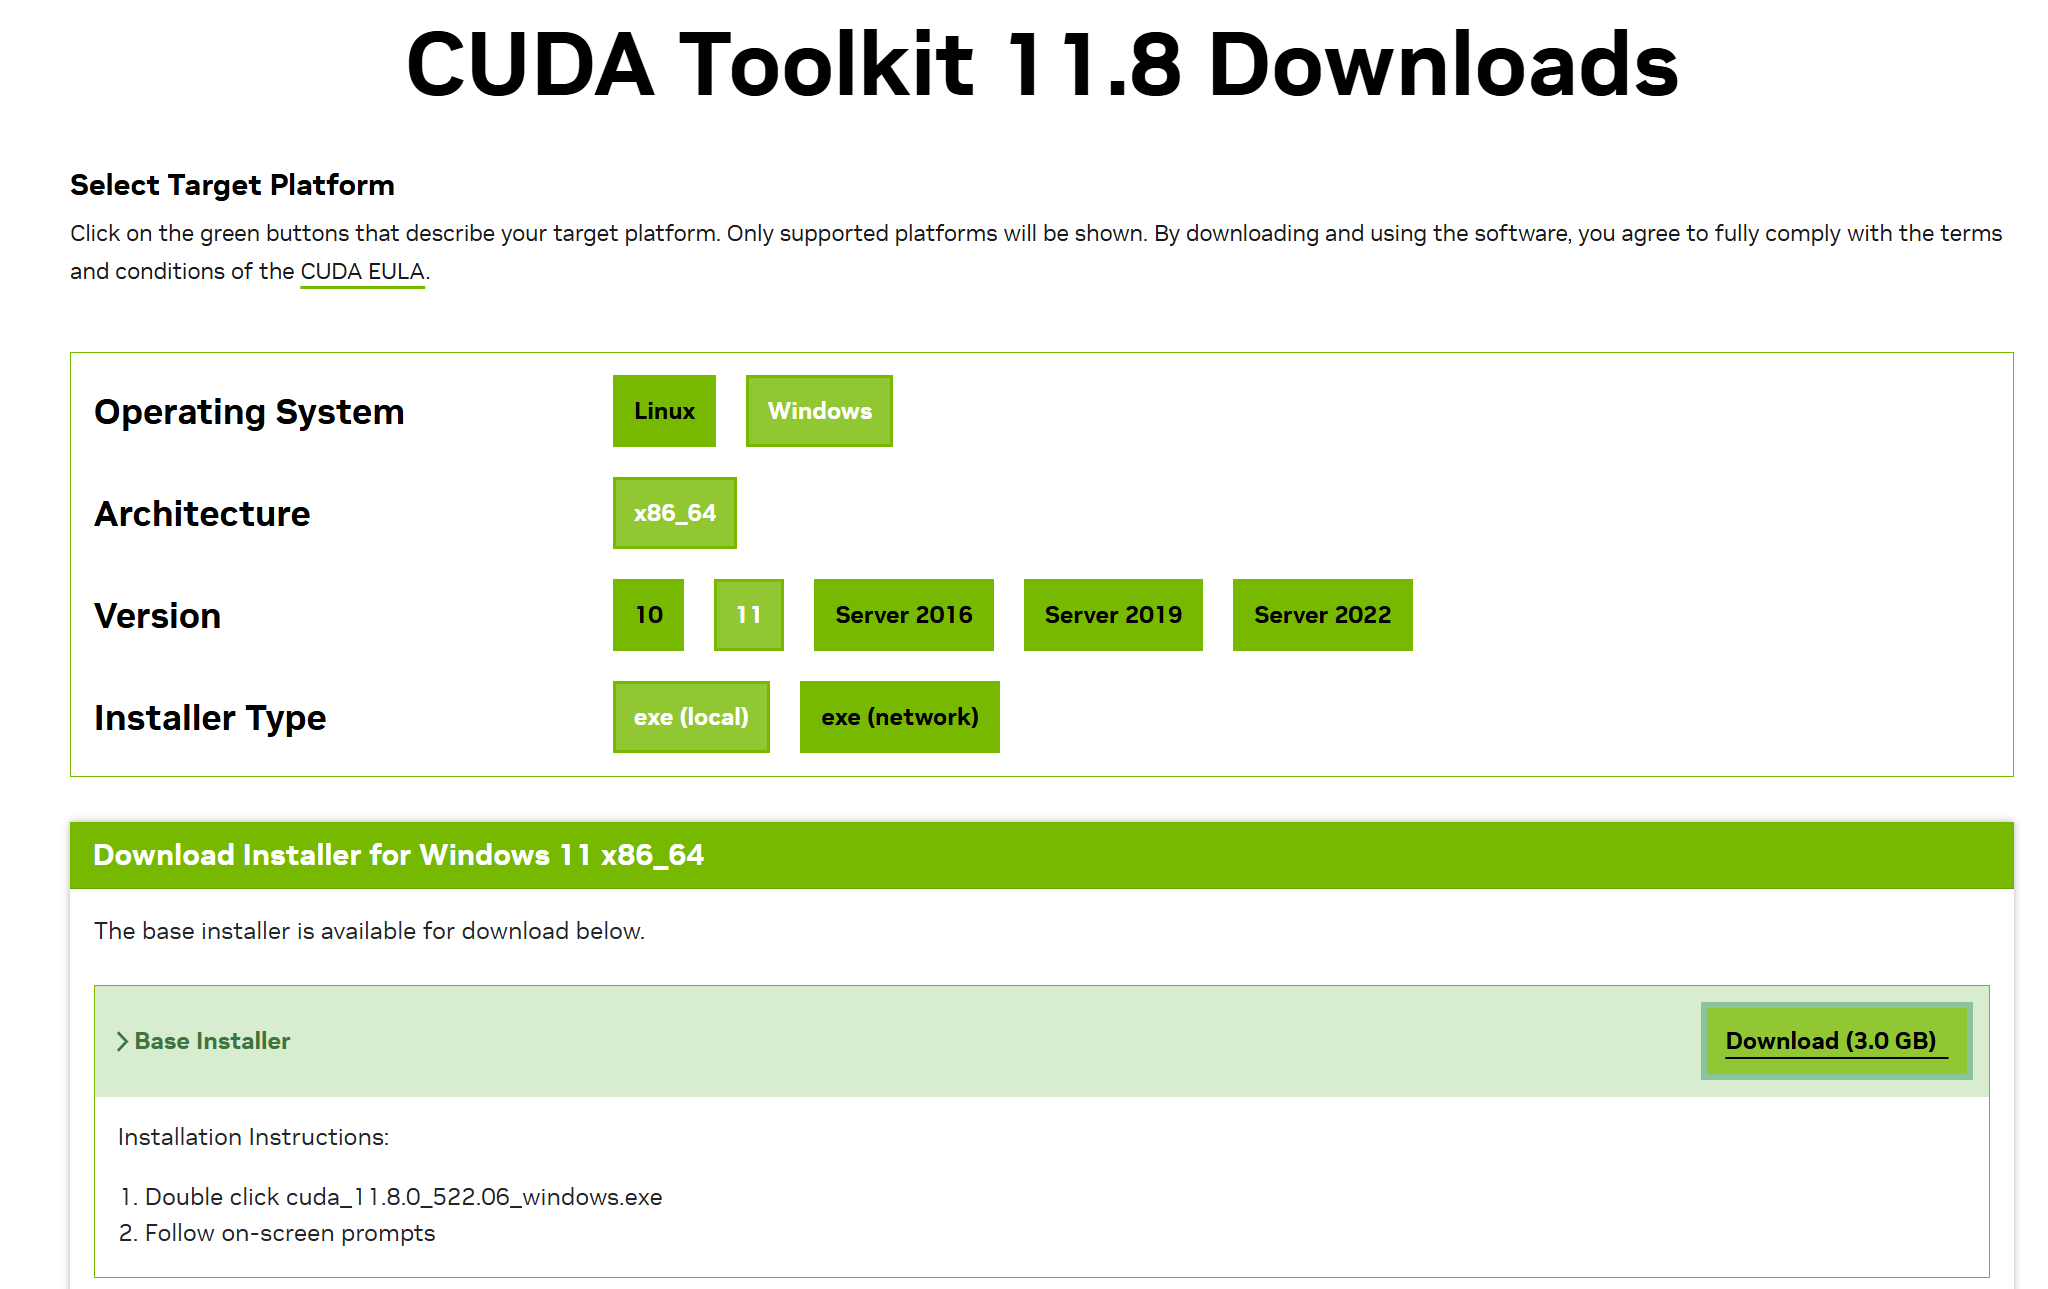 CUDA Toolkit 11.8 Downloads
Select Target Platform
Click on the green buttons that describe your target platform. Only supported platforms will be shown. By downloading and using the software, you agree to fully comply with the terms
and conditions of the CUDA EULA.
Operating System
Linux
Windows
Architecture
x86_64
Version
10
11
Server 2016
Server 2019
Server 2022
Installer Type
exe (local)
exe (network)
Download Installer for Windows 11 x86_64
The base installer is available for download below.
Base Installer
Download (3.0 GB)
Installation Instructions:
1. Double click cuda_11.8.0_522.06_windows.exe
2. Follow on-screen prompts